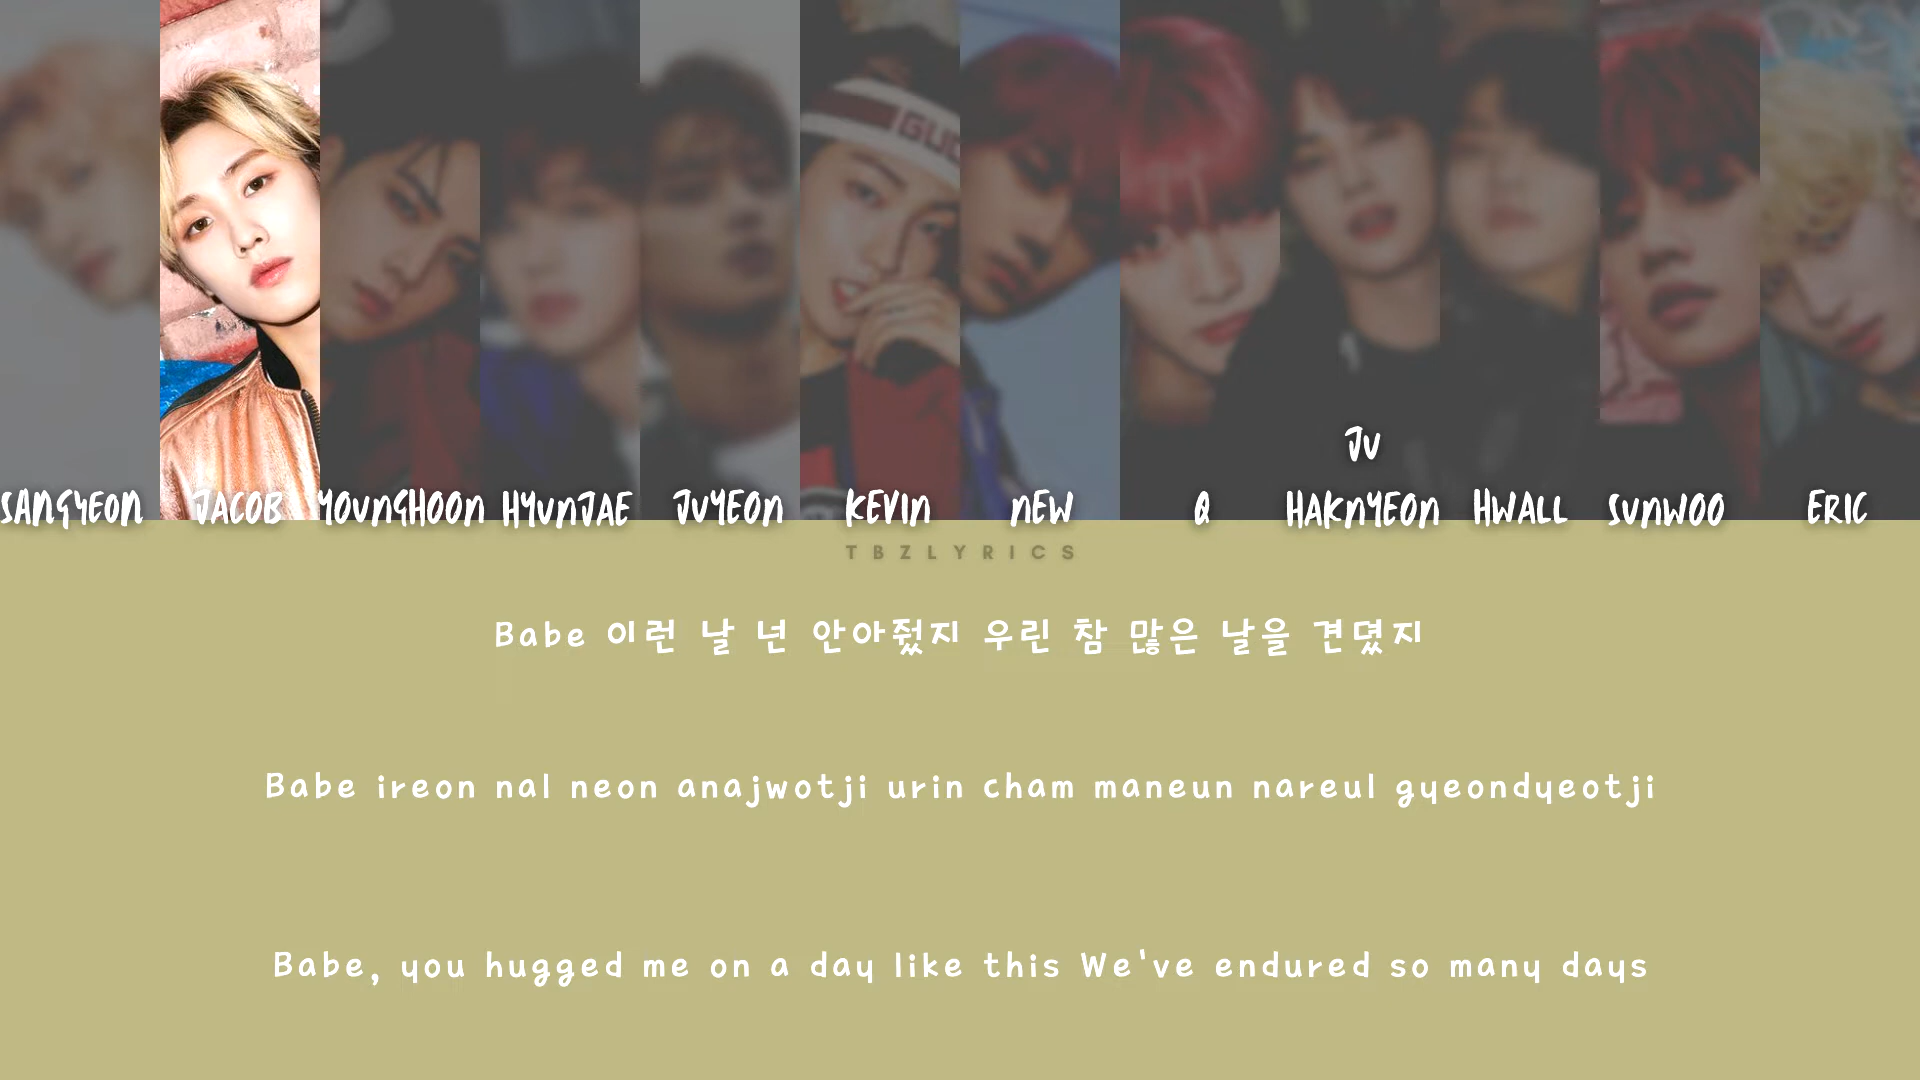 GUC
JU
SANGYEON JACOB YOUNGHOON HYUNJAE JUYEON KEVIN NEW Q HAKNYEON HWALL SUNWOO ERIC
TBZLYRICS
Babe 이런 날 넌 안아줬지 우린 참 많은 날을 견뎠지
Babe ireon nal neon anajwotji urin cham maneun nareul gyeondyeotji
Babe, you hugged me on a day like this We've endured so many days